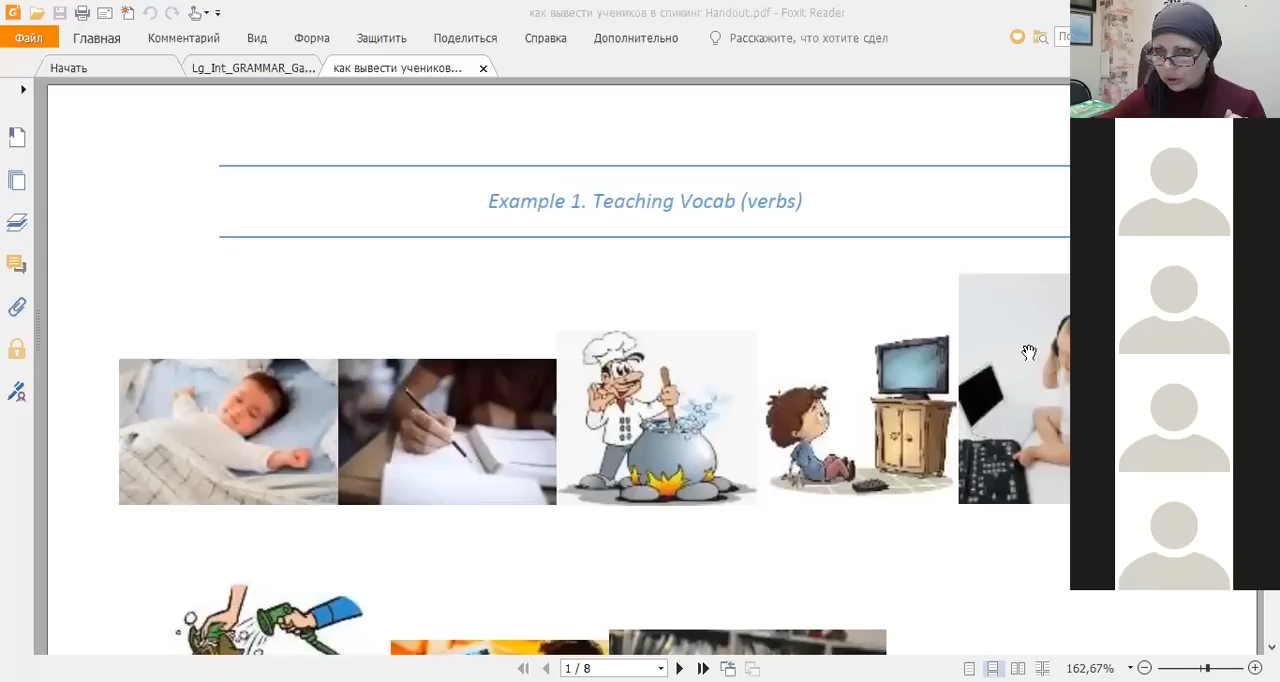 как вывести учеников в спикинг Handout.pdf - Foxit Reader
Файл Главная Комментарий Вид Форма Защитить Поделиться Справка Дополнительно Расскажите, что хотите сдел
Начать Lg_Int_GRAMMAR_Ga... как вывести учеников...
Example 1. Teaching Vocab (verbs)
1 / 8 162,67%